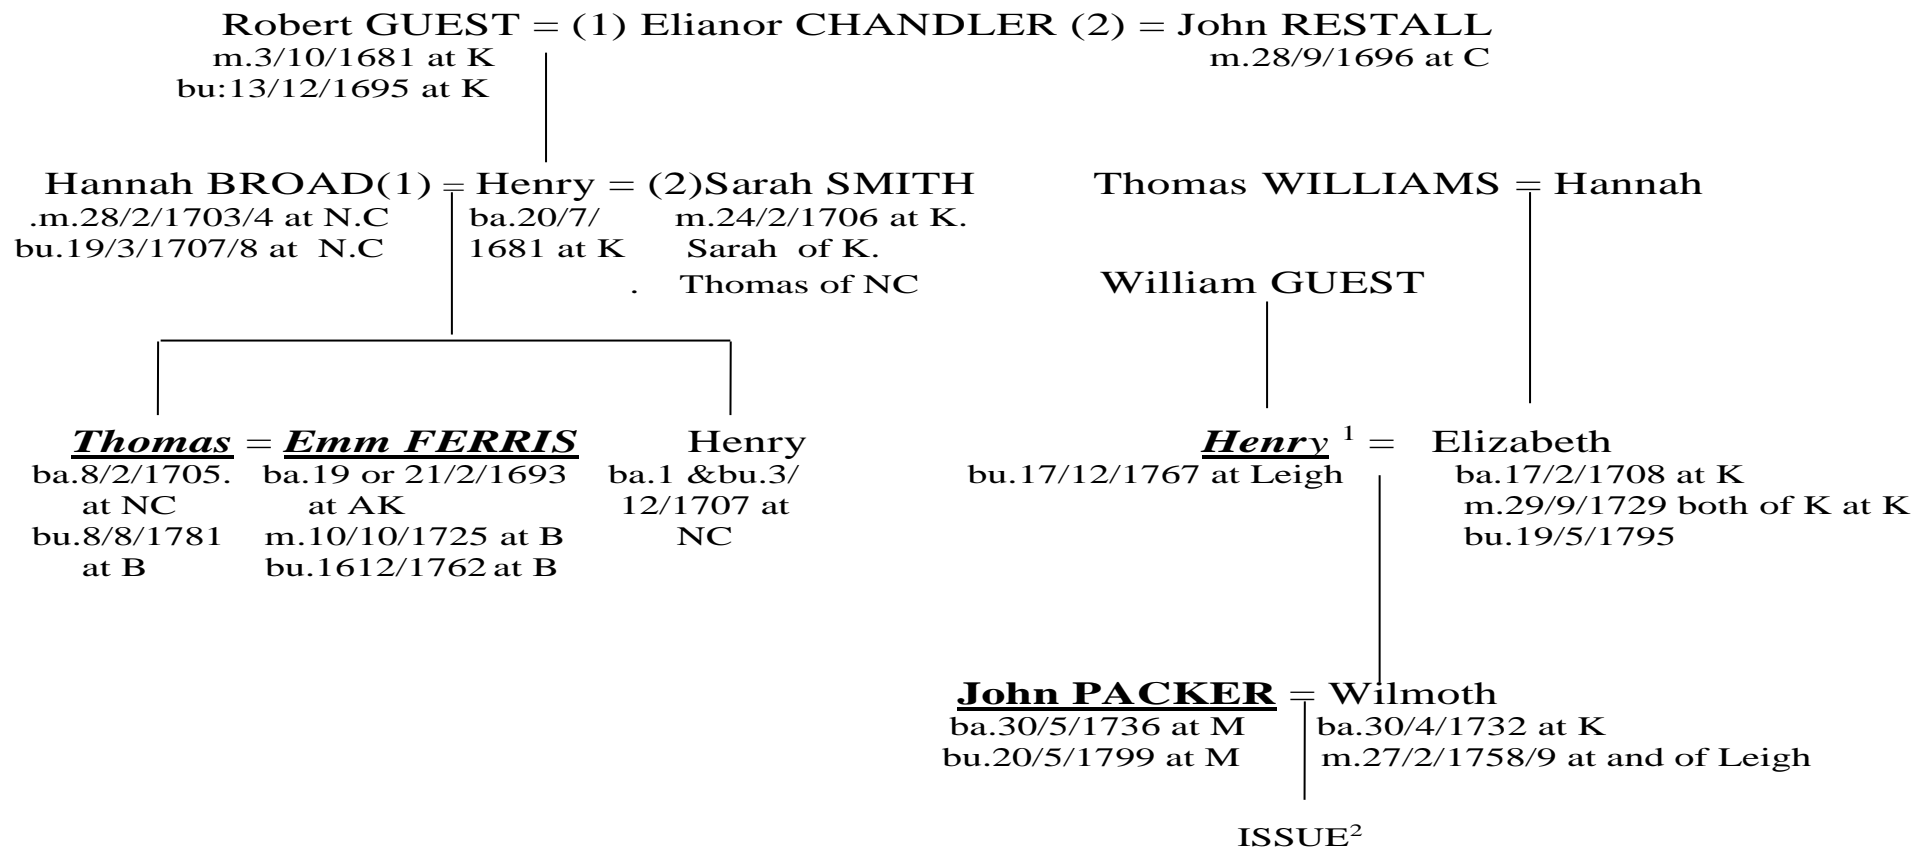 Robert GUEST = (1) Elianor CHANDLER (2) = John RESTALL
m.3/10/1681 at K
m.28/9/1696 at C
bu:13/12/1695 at K
Hannah BROAD(1) = Henry = (2)Sarah SMITH
Thomas WILLIAMS = Hannah
.m.28/2/1703/4 at N.C
ba.20/7/
m.24/2/1706 at K.
bu.19/3/1707/8 at N.C
1681 at K
Sarah of K.
. Thomas of NC
William GUEST
Thomas = Emm FERRIS
Henry
Henry ¹ = Elizabeth
ba.8/2/1705.
at NC
bu.8/8/1781
at B
ba.19 or 21/2/1693
at AK
m.10/10/1725 at B
bu.1612/1762 at B
ba.1 &bu.3/
12/1707 at
NC
bu.17/12/1767 at Leigh
ba.17/2/1708 at K
m.29/9/1729 both of K at K
bu.19/5/1795
John PACKER = Wilmoth
ba.30/5/1736 at M
bu.20/5/1799 at M
ba.30/4/1732 at K
m.27/2/1758/9 at and of Leigh
ISSUE²